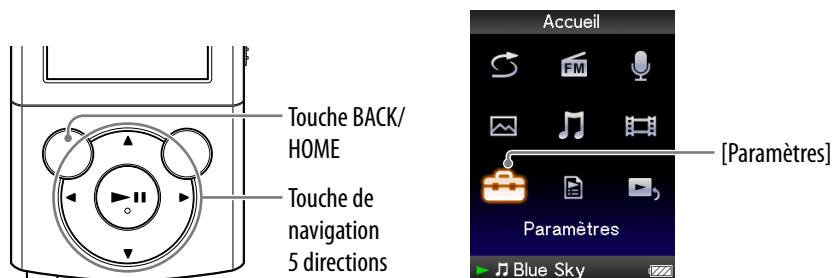 Touche BACK/
HOME
Touche de
navigation
5 directions
Accueil
FM
[Paramètres]
Paramètres
Blue Sky